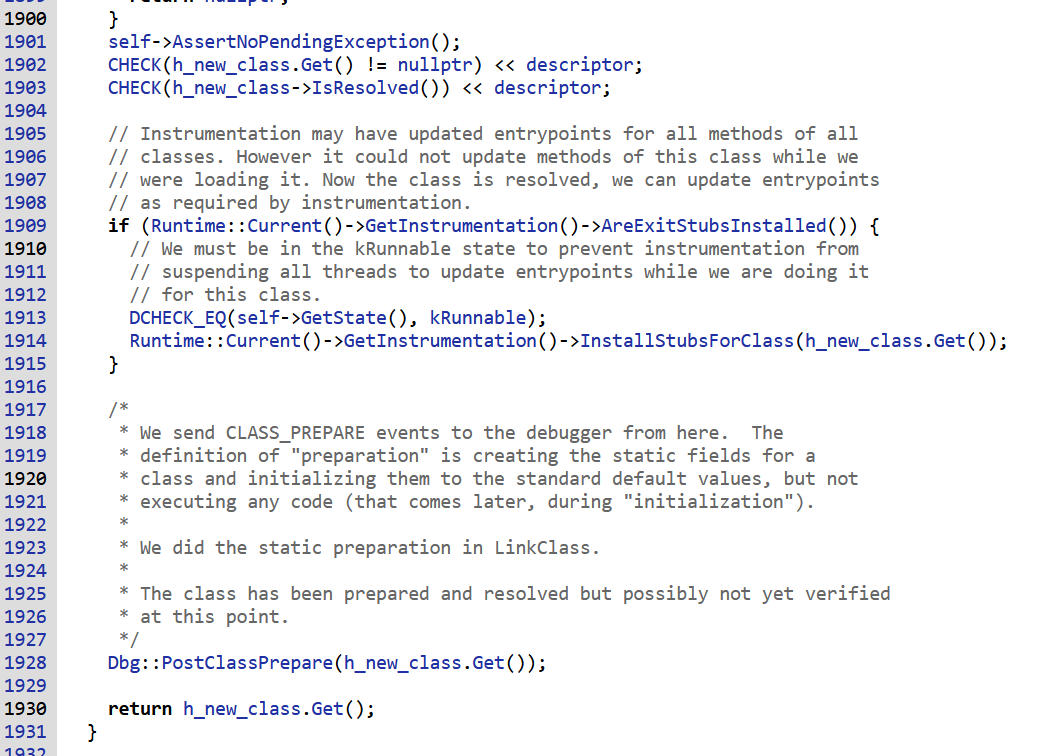 1899 return nullptr;
1900 }
1901 self->AssertNoPendingException();
1902 CHECK(h_new_class.Get() != nullptr) << descriptor;
1903 CHECK(h_new_class->IsResolved()) << descriptor;
1904
1905 // Instrumentation may have updated entrypoints for all methods of all
1906 // classes. However it could not update methods of this class while we
1907 // were loading it. Now the class is resolved, we can update entrypoints
1908 // as required by instrumentation.
1909 if (Runtime::Current()->GetInstrumentation()->AreExitStubsInstalled()) {
1910 // We must be in the kRunnable state to prevent instrumentation from
1911 // suspending all threads to update entrypoints while we are doing it
1912 // for this class.
1913 DCHECK_EQ(self->GetState(), kRunnable);
1914 Runtime::Current()->GetInstrumentation()->InstallStubsForClass(h_new_class.Get());
1915 }
1916
1917 /*
1918 * We send CLASS_PREPARE events to the debugger from here.  The
1919 * definition of "preparation" is creating the static fields for a
1920 * class and initializing them to the standard default values, but not
1921 * executing any code (that comes later, during "initialization").
1922 *
1923 * We did the static preparation in LinkClass.
1924 *
1925 * The class has been prepared and resolved but possibly not yet verified
1926 * at this point.
1927 */
1928 Dbg::PostClassPrepare(h_new_class.Get());
1929
1930 return h_new_class.Get();
1931 }
1932